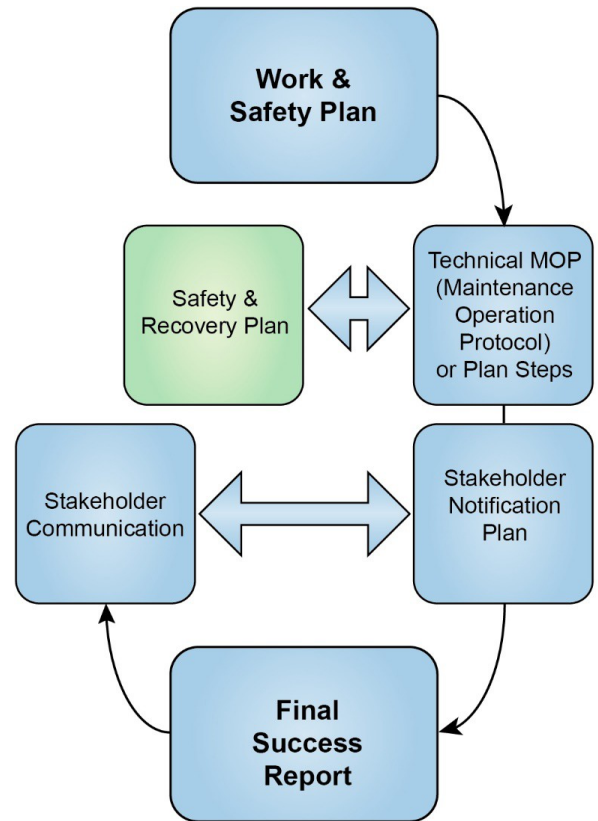 Work &
Safety Plan
Safety &
Recovery Plan
Technical MOP
(Maintenance
Operation
Protocol)
or Plan Steps
Stakeholder
Communication
Stakeholder
Notification
Plan
Final
Success
Report